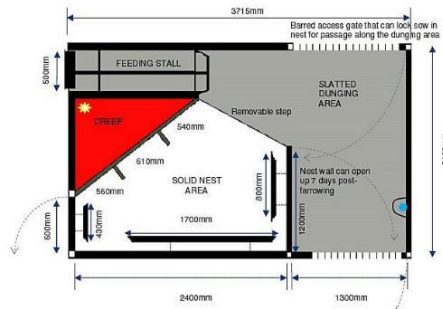 3715mm
Barred access gate that can lock sow in
nest for passage along the dunging area
FEEDING STALL
SLATTED
DUNGING
AREA
CREEP
Removable step
540mm
610mm
560mm
SOLID NEST
AREA
800mm
Nest wall can open
up 7 days post-
farrowing
1200mm
600mm
430mm
1700mm
2400mm
1300mm